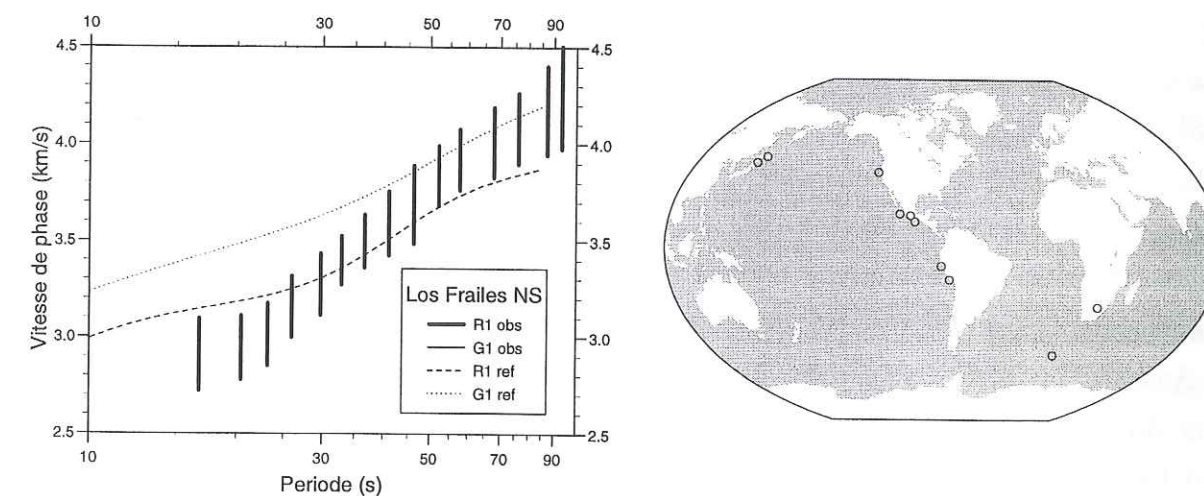 10 30 50 70 90
4.5 4.5
4.0 4.0
3.5 3.5
3.0 3.0
2.5 2.5
10 30 50 70 90
Vitesse de phase (km/s)
Periode (s)
Los Frailes NS
R1 obs
G1 obs
R1 ref
G1 ref